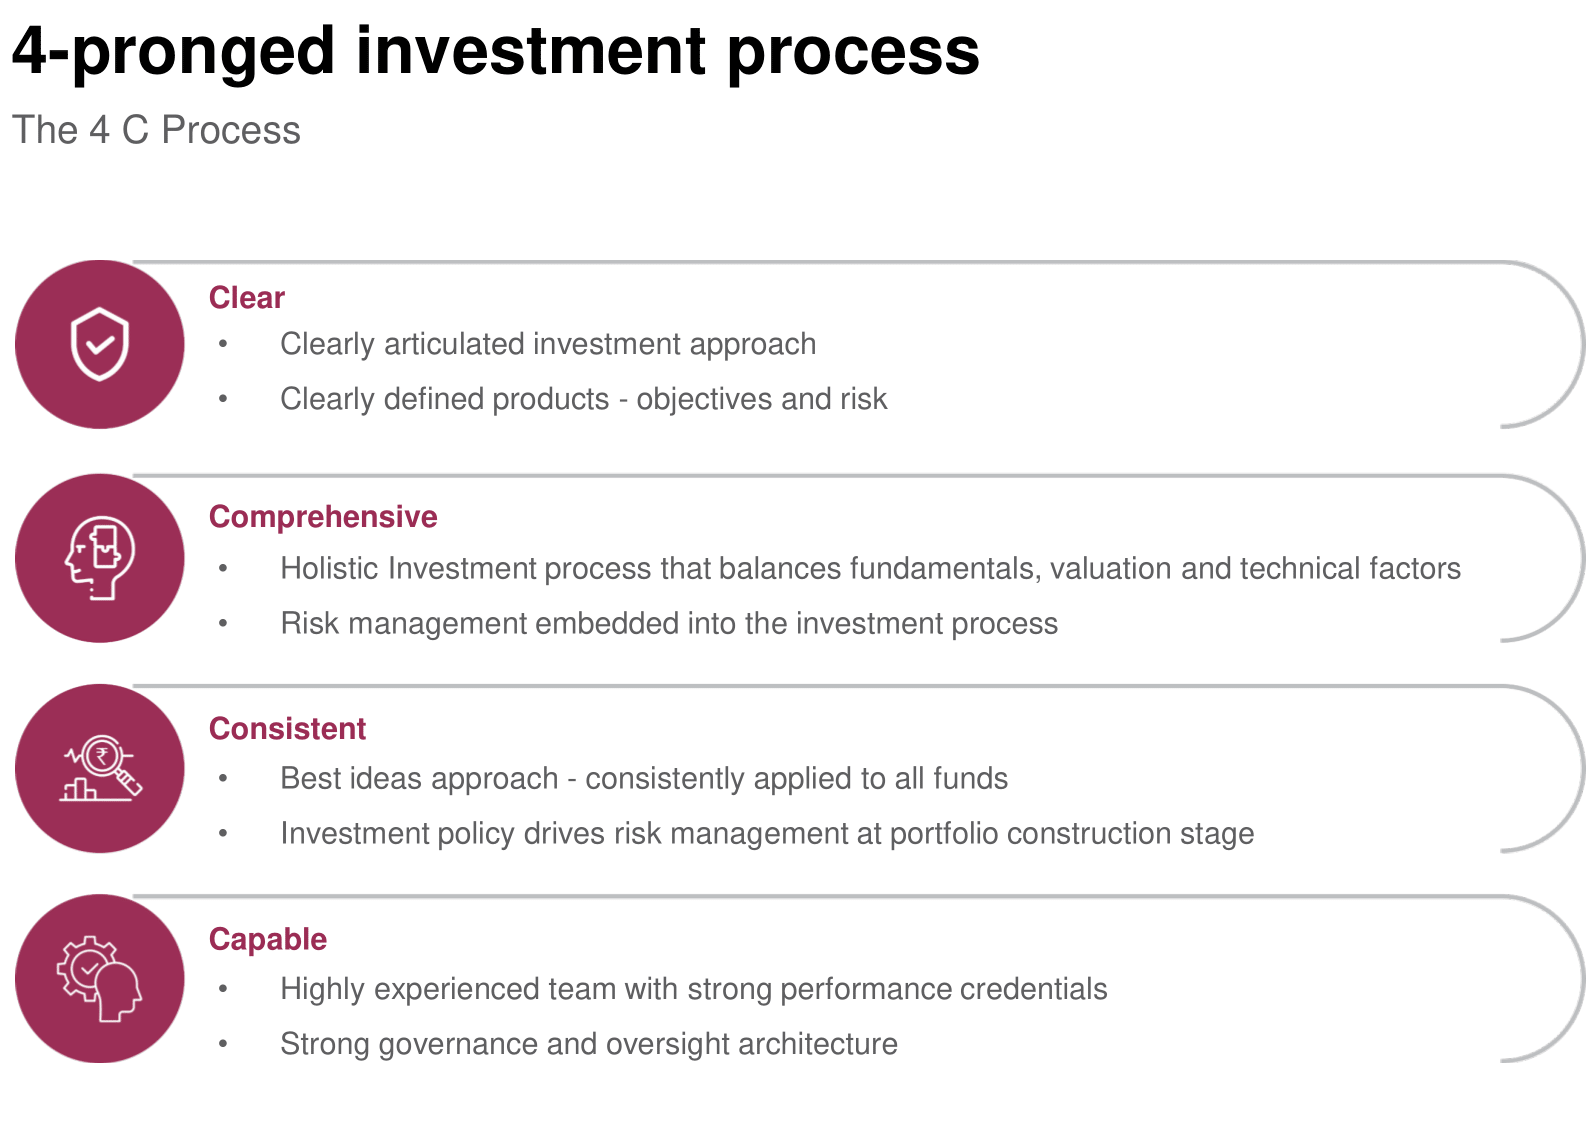 4-pronged investment process
The 4 C Process
Clear
• Clearly articulated investment approach
• Clearly defined products - objectives and risk
Comprehensive
• Holistic Investment process that balances fundamentals, valuation and technical factors
• Risk management embedded into the investment process
₹
Consistent
• Best ideas approach - consistently applied to all funds
• Investment policy drives risk management at portfolio construction stage
Capable
• Highly experienced team with strong performance credentials
• Strong governance and oversight architecture